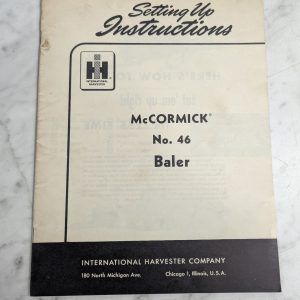 Setting Up
Instructions
IH
INTERNATIONAL
HARVESTER
McCORMICK®
No. 46
Baler
INTERNATIONAL HARVESTER COMPANY
180 North Michigan Ave. Chicago 1, Illinois, U.S.A.